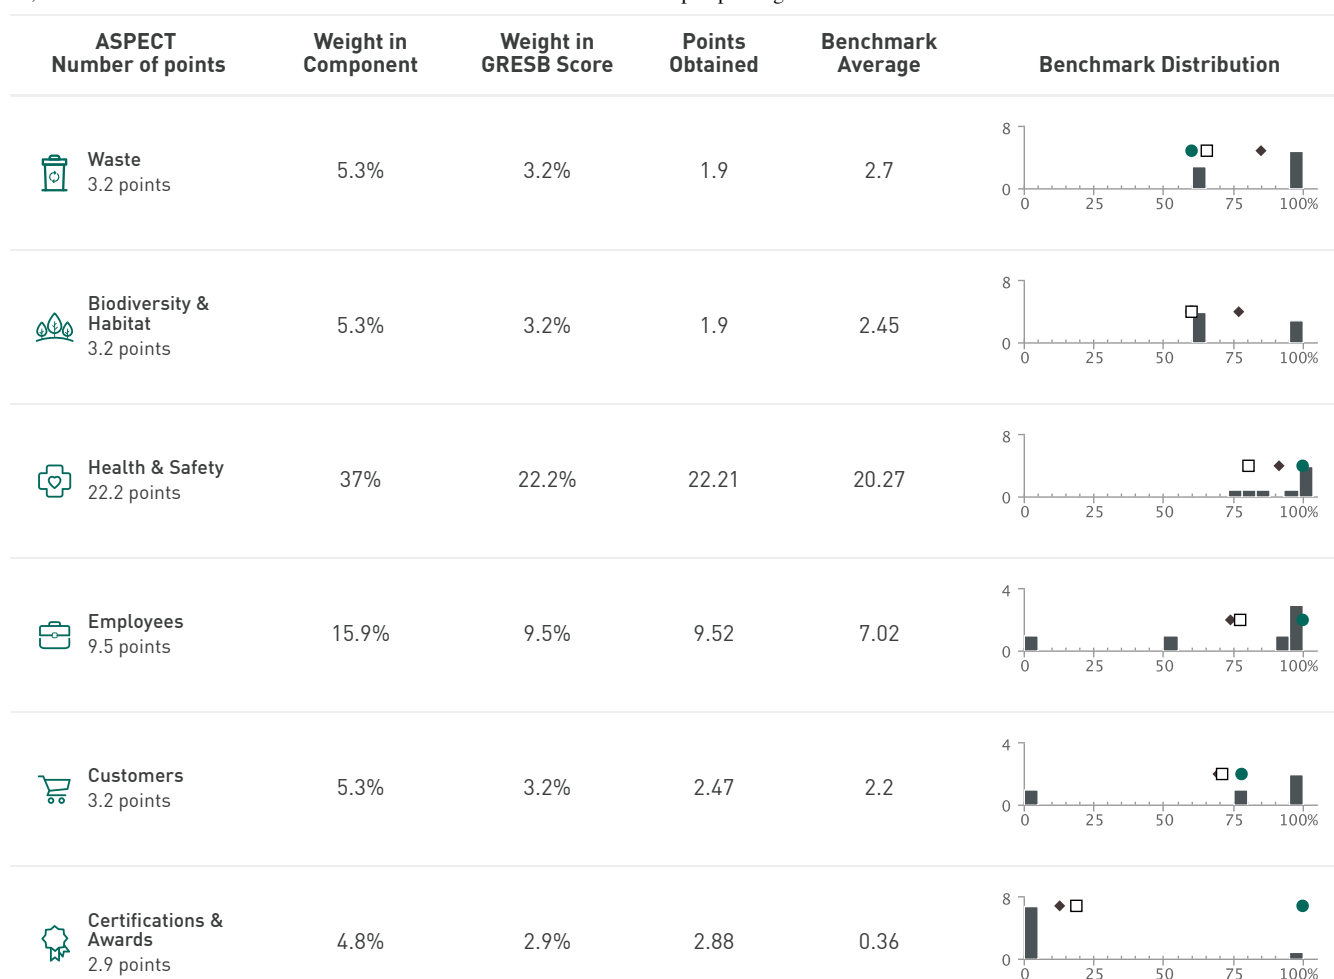 ASPECT
Number of points
Weight in
Component
Weight in
GRESB Score
Points
Obtained
Benchmark
Average
Benchmark Distribution
Waste
3.2 points
5.3%
3.2%
1.9
2.7
8
0
0 25 50 75 100%
Biodiversity &
Habitat
3.2 points
5.3%
3.2%
1.9
2.45
8
0
0 25 50 75 100%
Health & Safety
22.2 points
37%
22.2%
22.21
20.27
8
0
0 25 50 75 100%
Employees
9.5 points
15.9%
9.5%
9.52
7.02
4
0
0 25 50 75 100%
Customers
3.2 points
5.3%
3.2%
2.47
2.2
4
0
0 25 50 75 100%
Certifications &
Awards
2.9 points
4.8%
2.9%
2.88
0.36
8
0
0 25 50 75 100%